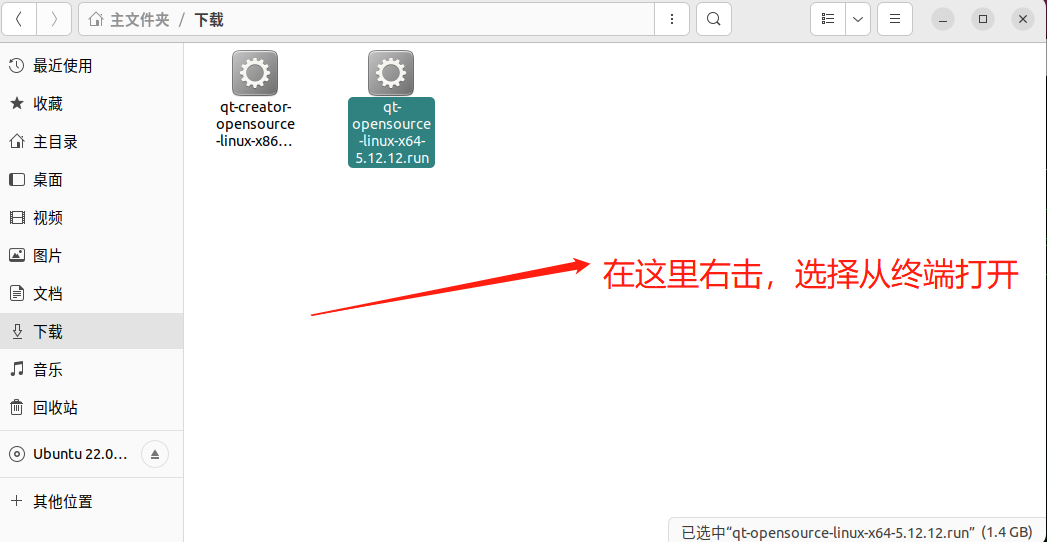 主文件夹 / 下载
最近使用
收藏
主目录
桌面
视频
图片
文档
下载
音乐
回收站
Ubuntu 22.0...
其他位置
qt-creator-
opensource
-linux-x86...
qt-
opensource
-linux-x64-
5.12.12.run
在这里右击，选择从终端打开
已选中“qt-opensource-linux-x64-5.12.12.run” (1.4 GB)